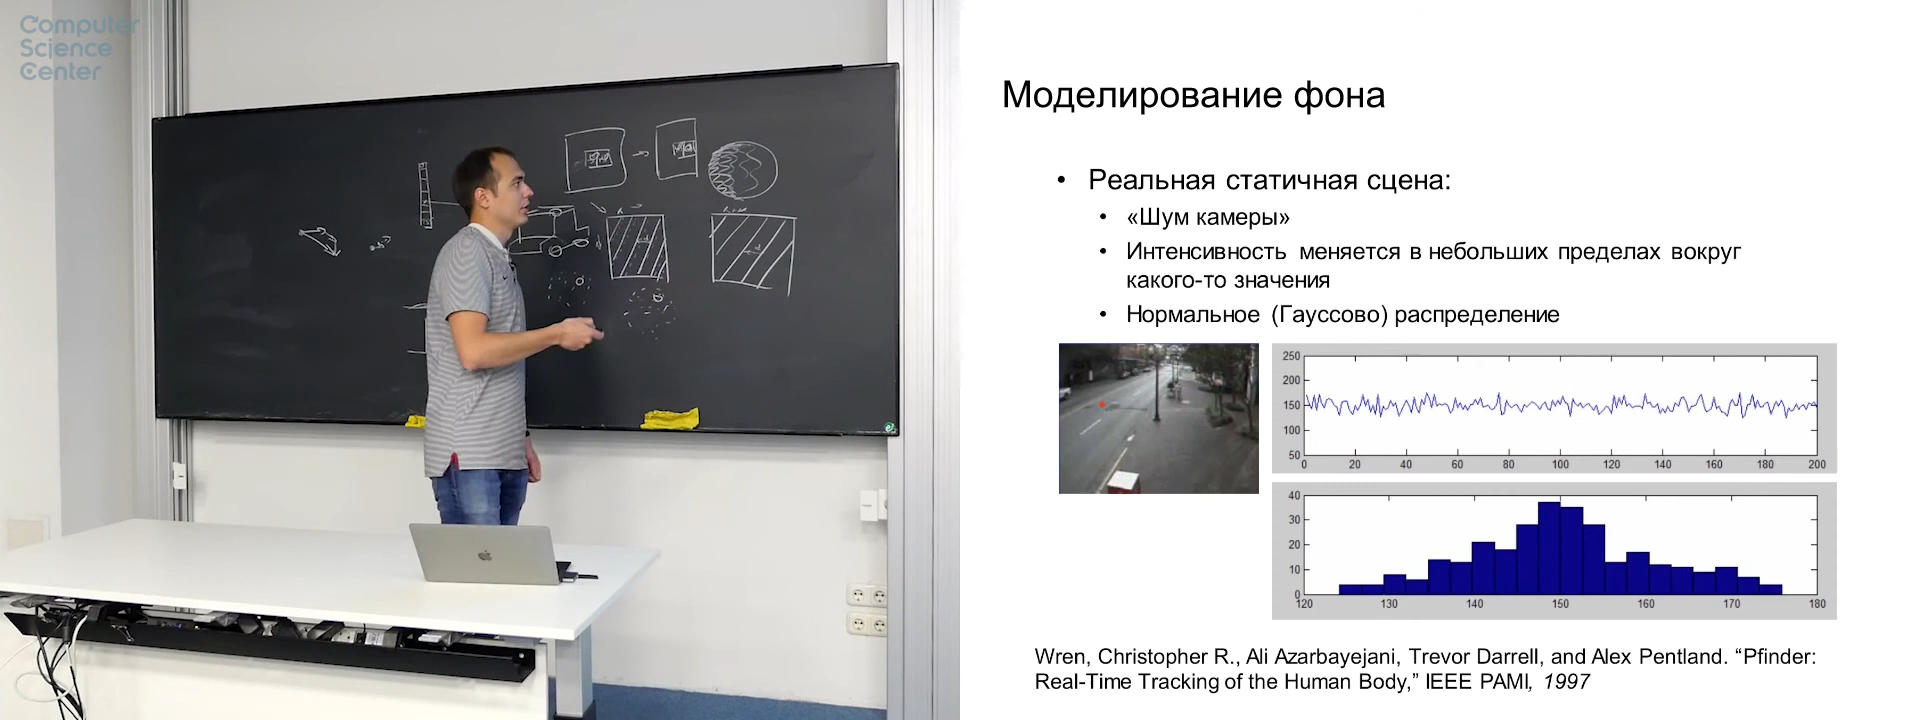 Computer
Science
Center
Моделирование фона
• Реальная статичная сцена:
• «Шум камеры»
• Интенсивность меняется в небольших пределах вокруг
какого-то значения
• Нормальное (Гауссово) распределение
250
200
150
100
50
0 20 40 60 80 100 120 140 160 180 200
40
30
20
10
0
120 130 140 150 160 170 180
Wren, Christopher R., Ali Azarbayejani, Trevor Darrell, and Alex Pentland. “Pfinder:
Real-Time Tracking of the Human Body,” IEEE PAMI, 1997